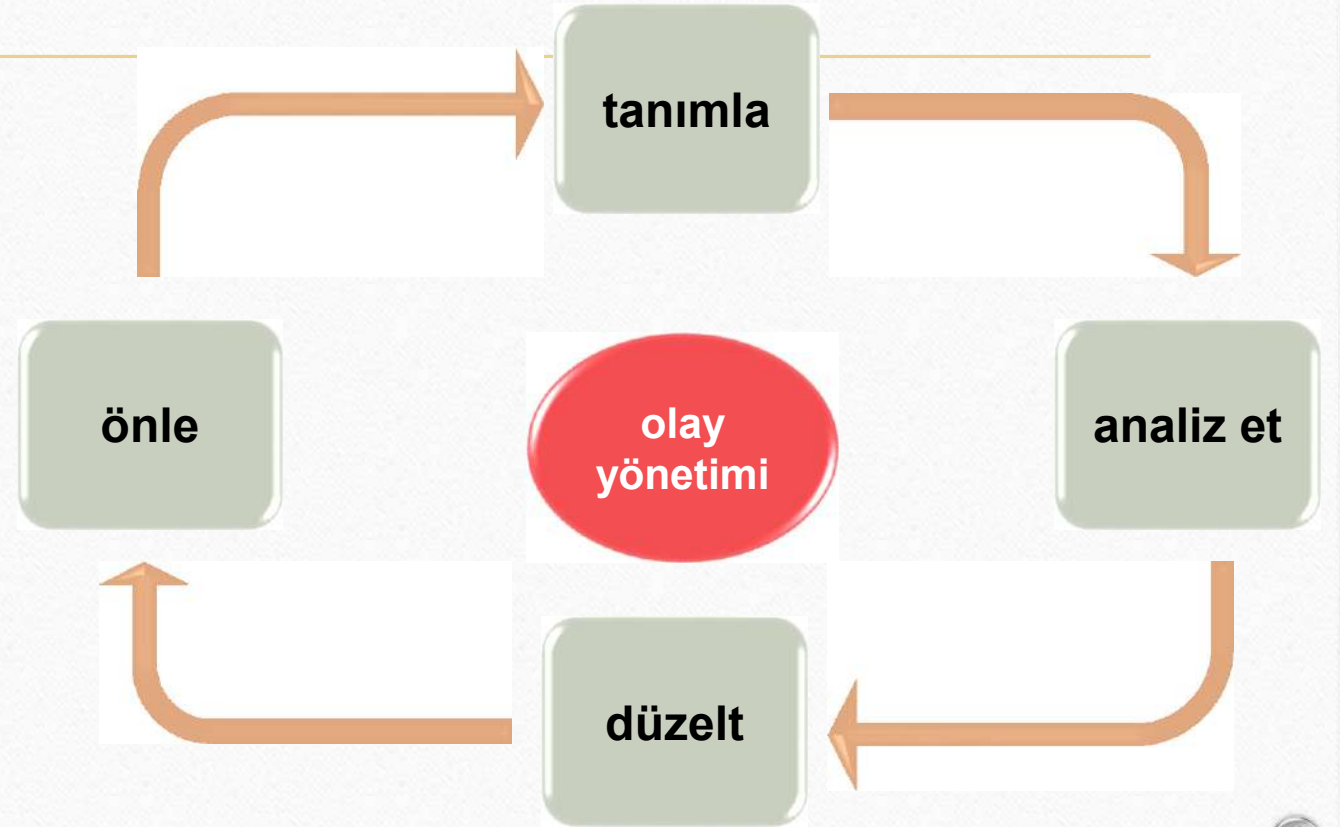 tanımla
önle
olay
yönetimi
analiz et
düzelt